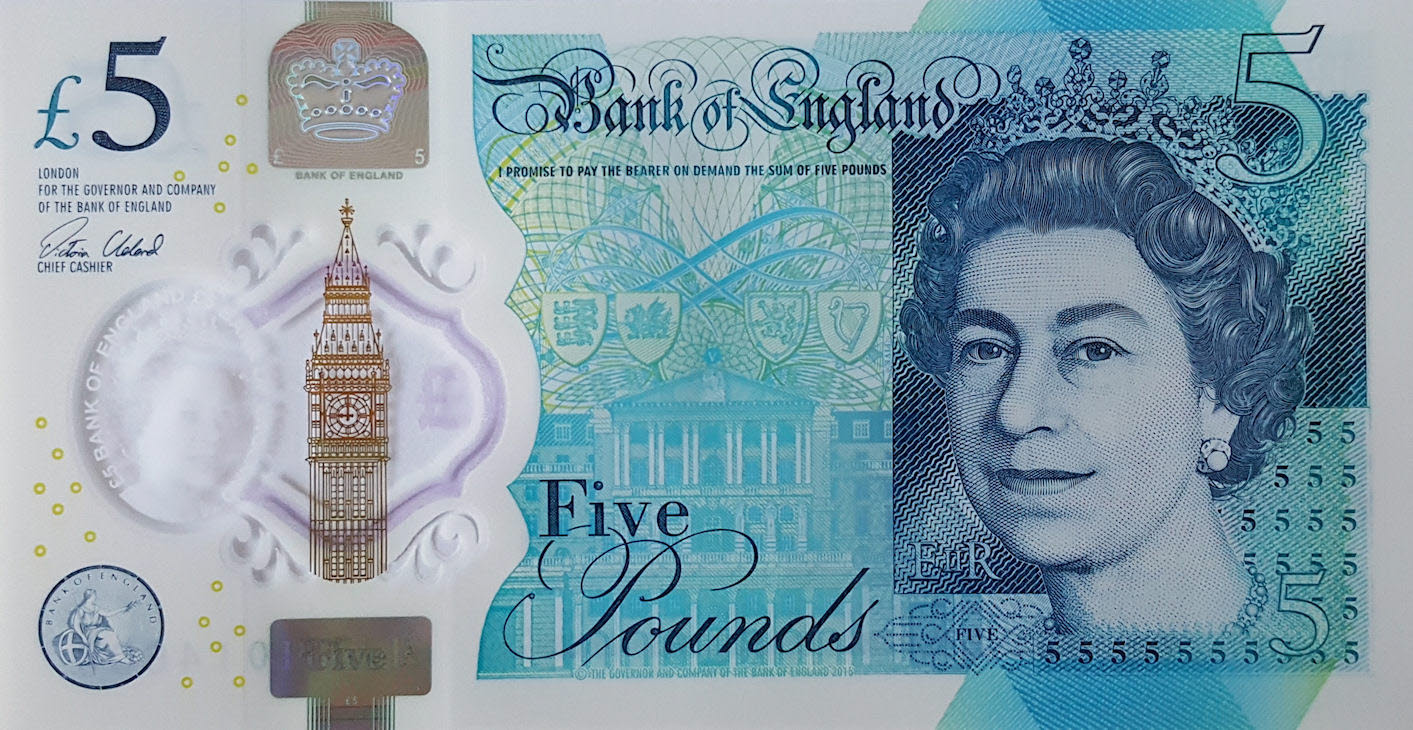 £5
LONDON
FOR THE GOVERNOR AND COMPANY
OF THE BANK OF ENGLAND
CHIEF CASHIER
£ 5
BANK OF ENGLAND
£5 BANK OF ENGLAND
BANK OF ENGLAND
Five
£5
Bank of England
I PROMISE TO PAY THE BEARER ON DEMAND THE SUM OF FIVE POUNDS
Five
Pounds
© THE GOVERNOR AND COMPANY OF THE BANK OF ENGLAND 2015
5
EIIR
FIVE
5 5
5 5 5
5 5 5 5
5 5 5 5
5
5
5 5 5 5 5 5 5 5 5 5